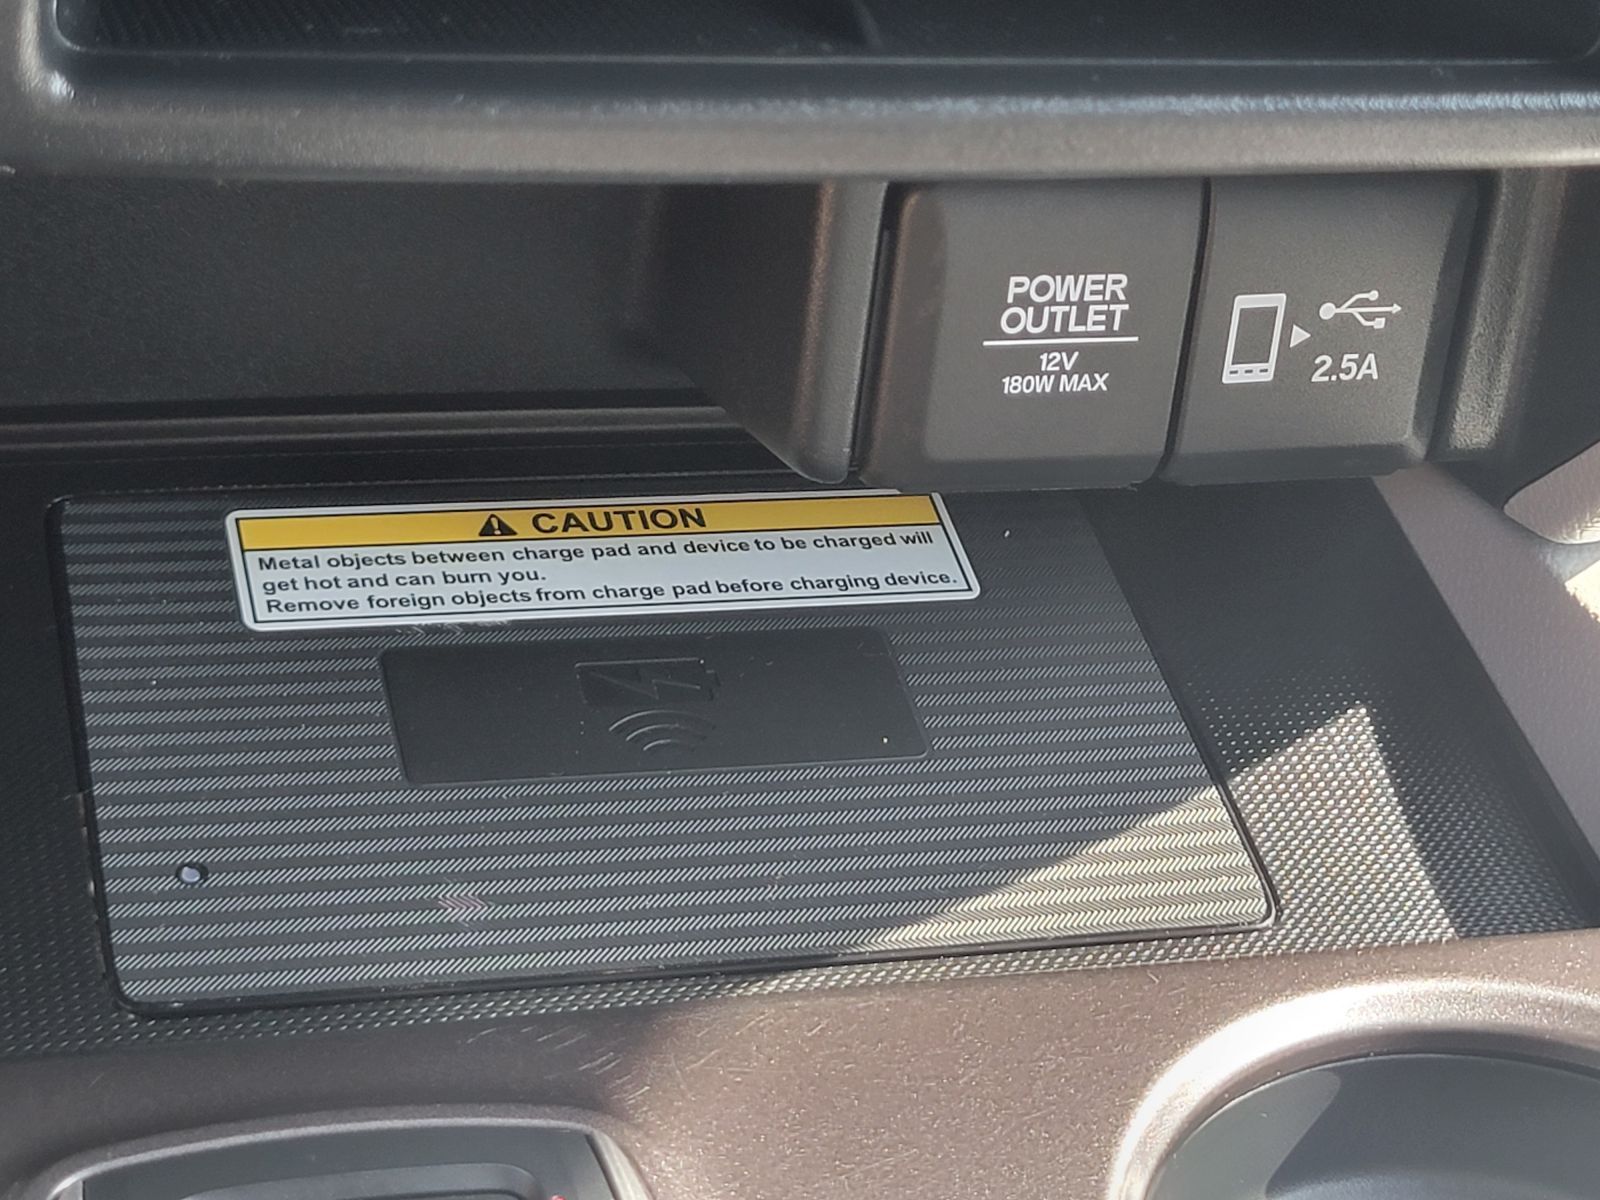 POWER
OUTLET
12V
180W MAX
2.5A
CAUTION
Metal objects between charge pad and device to be charged will
get hot and can burn you.
Remove foreign objects from charge pad before charging device.